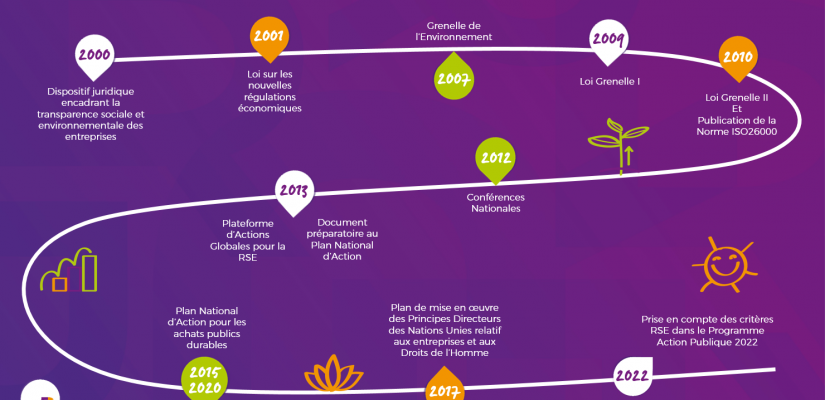 2000
Dispositif juridique
encadrant la
transparence sociale et
environnementale des
entreprises
2001
Loi sur les
nouvelles
régulations
économiques
Grenelle de
l'Environnement
2007
2009
Loi Grenelle I
2010
Loi Grenelle II
Et
Publication de la
Norme ISO26000
2012
Conférences
Nationales
2013
Plateforme
d'Actions
Globales pour la
RSE
Document
préparatoire au
Plan National
d'Action
Plan National
d'Action pour les
achats publics
durables
2015
2020
Plan de mise en œuvre
des Principes Directeurs
des Nations Unies relatif
aux entreprises et aux
Droits de l'Homme
2017
Prise en compte des critères
RSE dans le Programme
Action Publique 2022
2022